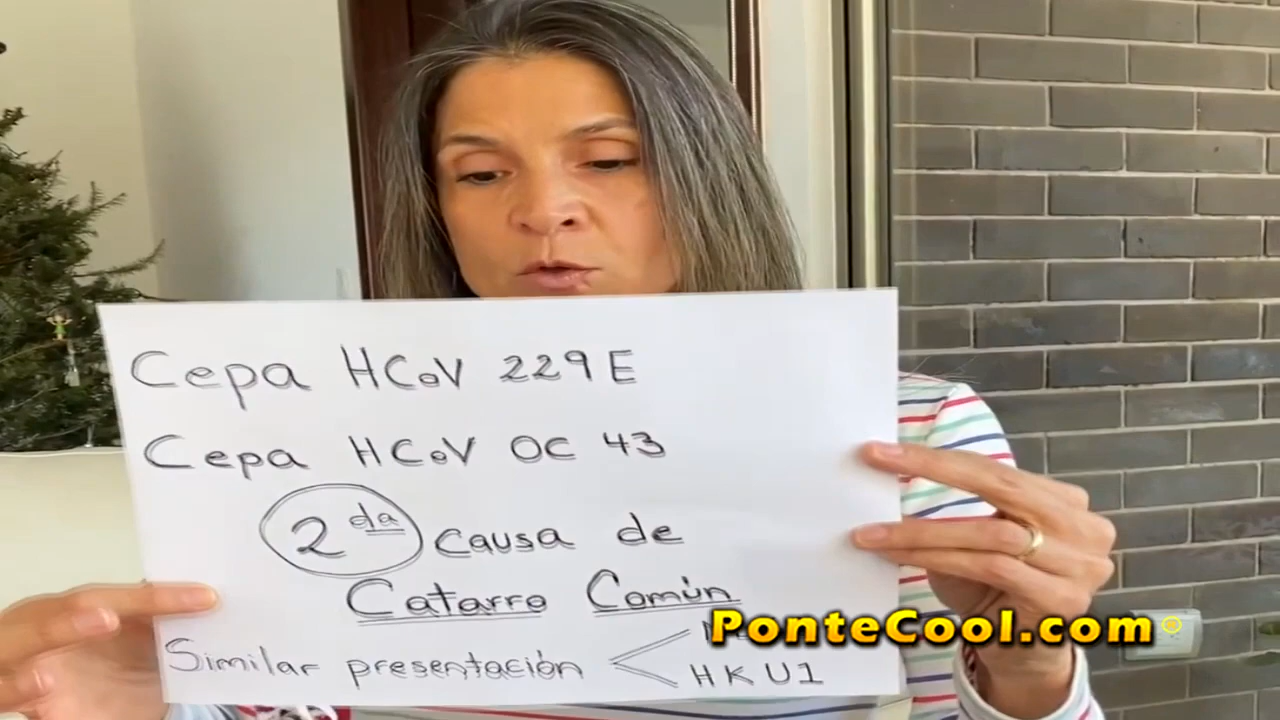 Cepa HCoV 229E
Cepa HCoV OC 43
2da causa de
Catarro Común
PonteCool.com
Similar presentación < HKU1